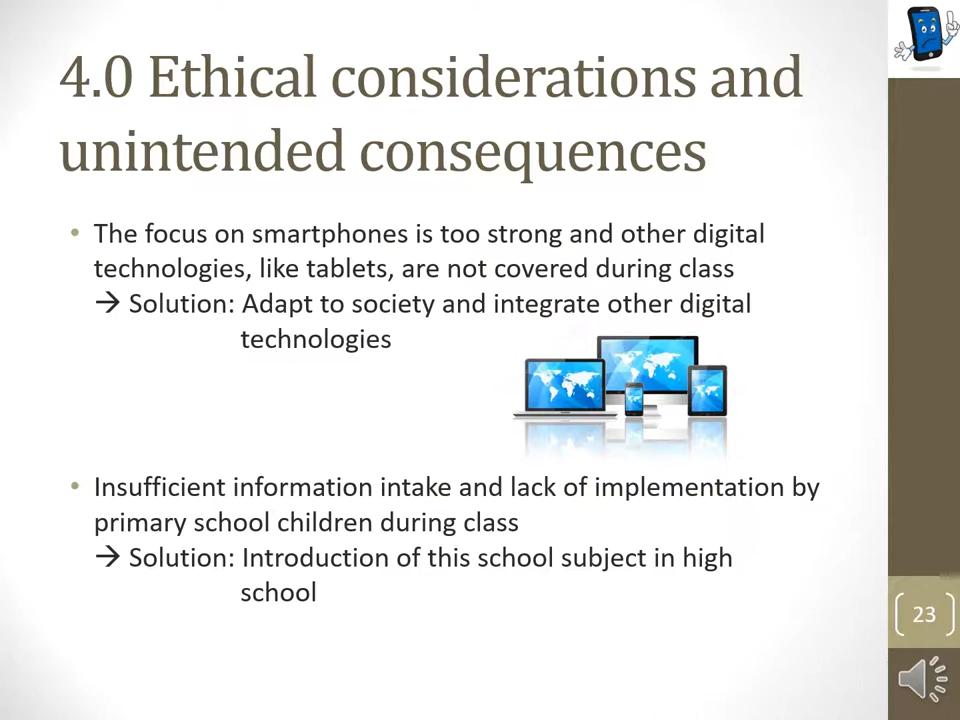 4.0 Ethical considerations and
unintended consequences
• The focus on smartphones is too strong and other digital
technologies, like tablets, are not covered during class
→ Solution: Adapt to society and integrate other digital
technologies
• Insufficient information intake and lack of implementation by
primary school children during class
→ Solution: Introduction of this school subject in high
school
23